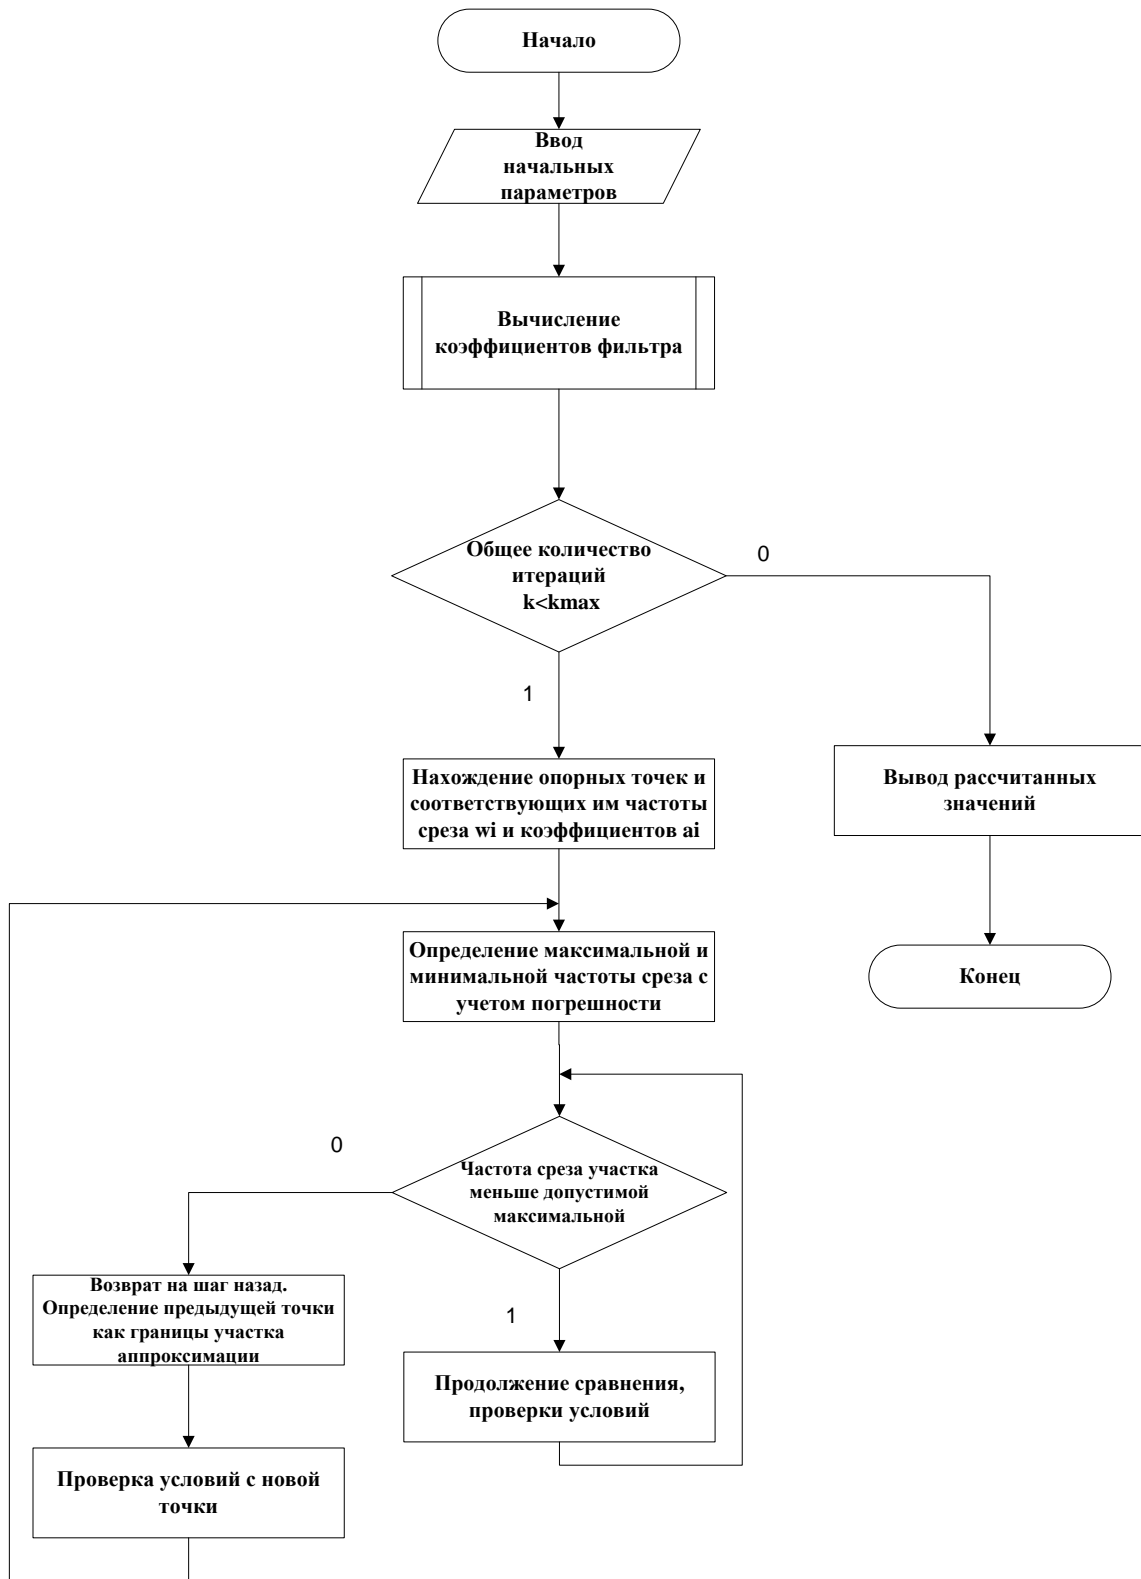 Начало
Ввод
начальных
параметров
Вычисление
коэффициентов фильтра
Общее количество
итераций
k<kmax
0
1
Нахождение опорных точек и
соответствующих им частоты
среза wi и коэффициентов ai
Вывод рассчитанных
значений
Определение максимальной и
минимальной частоты среза с
учетом погрешности
Конец
0
Частота среза участка
меньше допустимой
максимальной
Возврат на шаг назад.
Определение предыдущей точки
как границы участка
аппроксимации
1
Продолжение сравнения,
проверки условий
Проверка условий с новой
точки